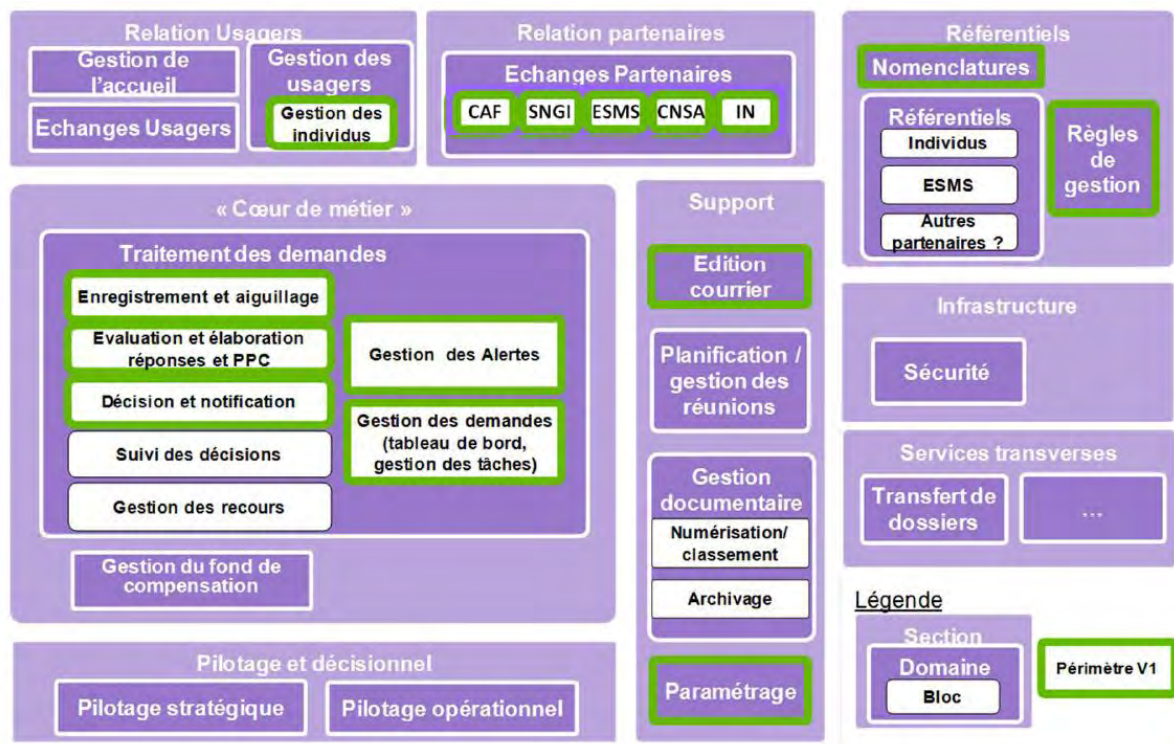 Relation Usagers
Gestion de
l'accueil
Echanges Usagers
Gestion des
usagers
Gestion des
individus
Relation partenaires
Echanges Partenaires
CAF
SNGI
ESMS
CNSA
IN
Référentiels
Nomenclatures
Référentiels
Individus
ESMS
Autres
partenaires ?
Règles
de
gestion
« Cœur de métier »
Traitement des demandes
Enregistrement et aiguillage
Evaluation et élaboration
réponses et PPC
Décision et notification
Suivi des décisions
Gestion des recours
Gestion des Alertes
Gestion des demandes
(tableau de bord,
gestion des tâches)
Gestion du fond de
compensation
Support
Edition
courrier
Planification /
gestion des
réunions
Gestion
documentaire
Numérisation/
classement
Archivage
Paramétrage
Infrastructure
Sécurité
Services transverses
Transfert de
dossiers
...
Pilotage et décisionnel
Pilotage stratégique
Pilotage opérationnel
Légende
Section
Domaine
Bloc
Périmètre V1